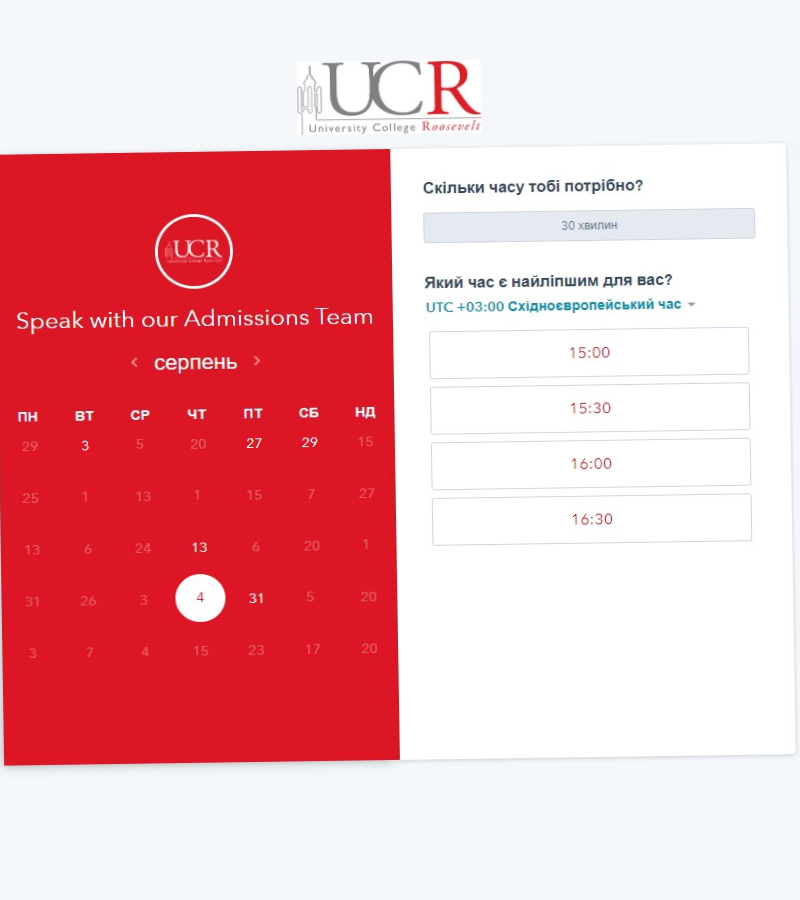 UCR
University College Roosevelt
UCR
Speak with our Admissions Team
серпень
ПН ВТ СР ЧТ ПТ СБ НД
29 3 5 20 27 29 15
25 1 13 1 15 7 27
13 6 24 13 6 20 1
31 26 3 4 31 5 20
3 7 4 15 23 17 20
Скільки часу тобі потрібно?
30 хвилин
Який час є найліпшим для вас?
UTC +03:00 Східноєвропейський час
15:00
15:30
16:00
16:30